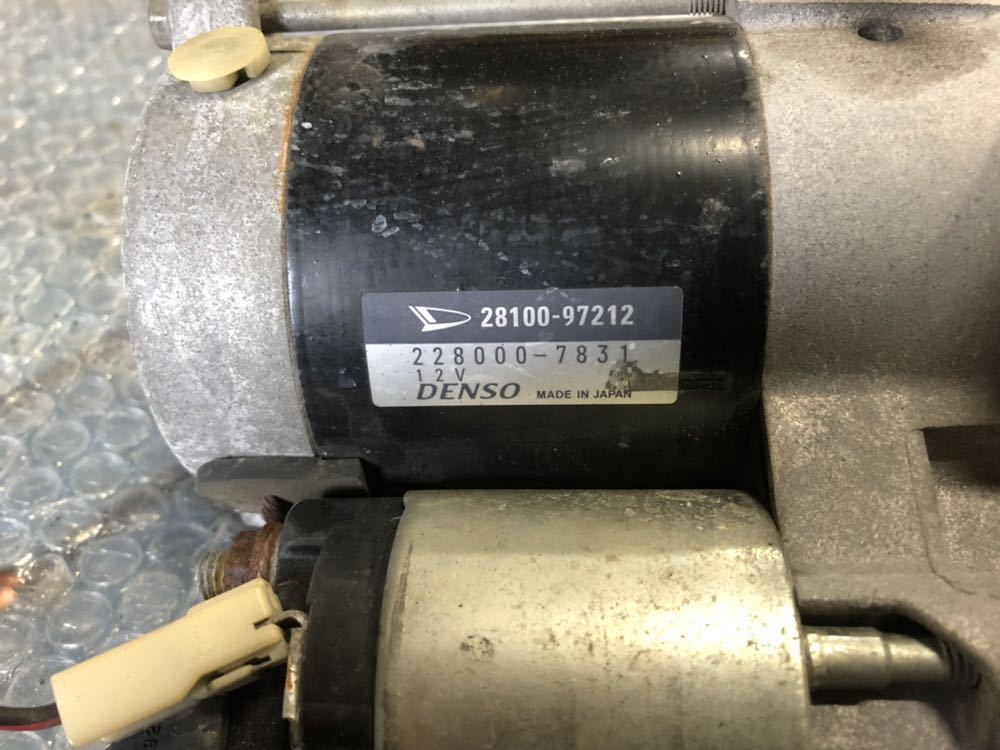 28100-97212
228000-7831
12V
DENSO MADE IN JAPAN